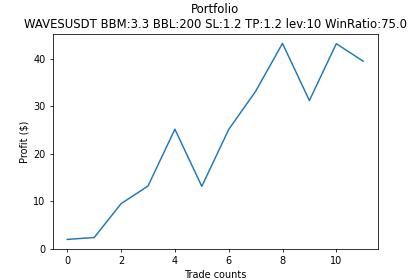 Portfolio
WAVESUSDT BBM:3.3 BBL:200 SL:1.2 TP:1.2 lev:10 WinRatio:75.0
Profit ($)
40
30
20
10
0
0 2 4 6 8 10
Trade counts